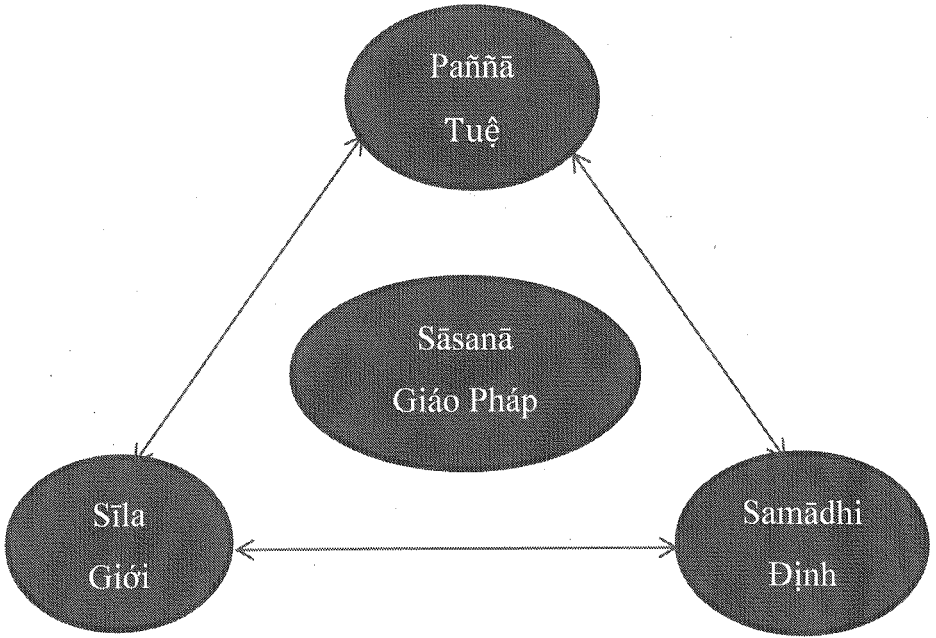 Paññā
Tuệ
Sāsanā
Giáo Pháp
Sīla
Giới
Samādhi
Định